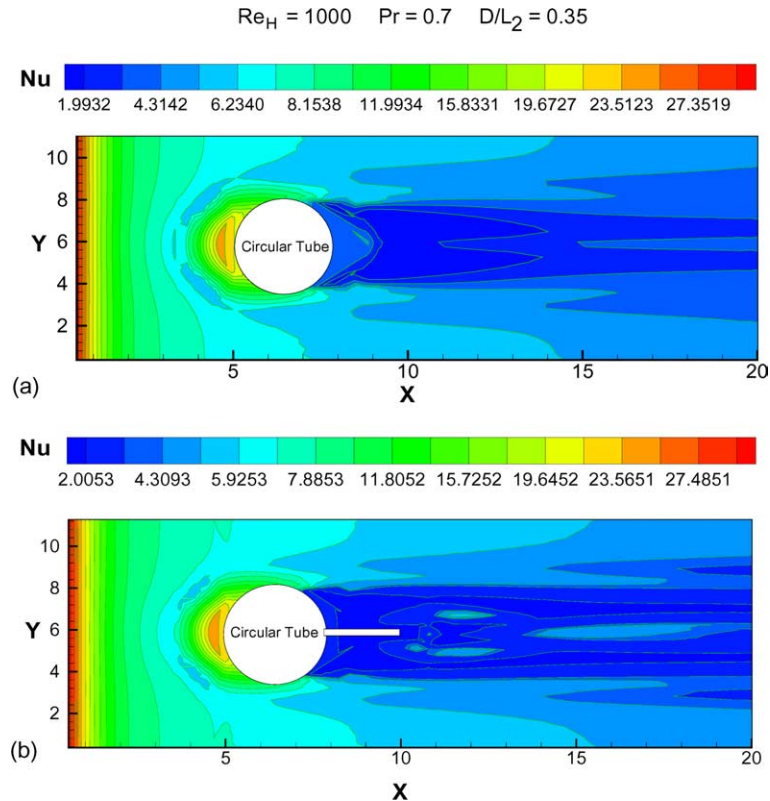 Re_H = 1000 Pr = 0.7 D/L_2 = 0.35
Nu
1.9932 4.3142 6.2340 8.1538 11.9934 15.8331 19.6727 23.5123 27.3519
10
8
Y 6
4
2
Circular Tube
5 10 15 20
(a)
X
Nu
2.0053 4.3093 5.9253 7.8853 11.8052 15.7252 19.6452 23.5651 27.4851
10
8
Y 6
4
2
Circular Tube
(b)
5 10 15 20
X